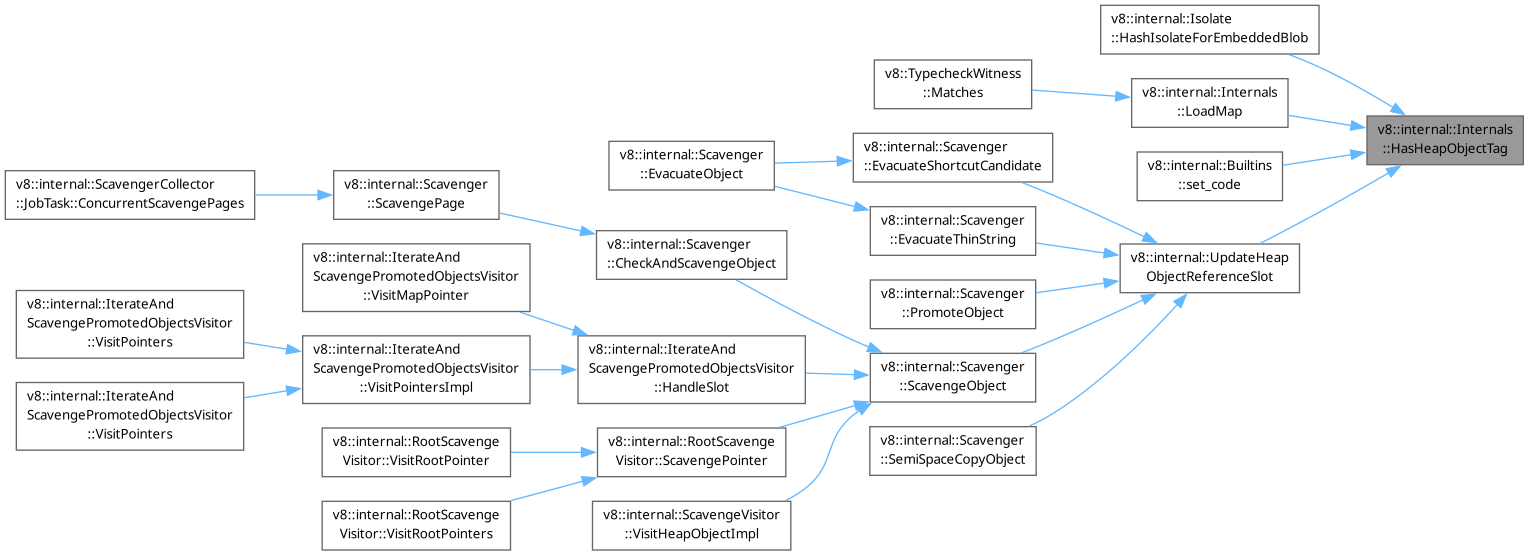 v8::internal::Isolate
::HashIsolateForEmbeddedBlob
v8::TypecheckWitness
::Matches
v8::internal::Internals
::LoadMap
v8::internal::Internals
::HasHeapObjectTag
v8::internal::Scavenger
::EvacuateObject
v8::internal::Scavenger
::EvacuateShortcutCandidate
v8::internal::Builtins
::set_code
v8::internal::ScavengerCollector
::JobTask::ConcurrentScavengePages
v8::internal::Scavenger
::ScavengePage
v8::internal::Scavenger
::EvacuateThinString
v8::internal::Scavenger
::CheckAndScavengeObject
v8::internal::UpdateHeap
ObjectReferenceSlot
v8::internal::IterateAnd
ScavengePromotedObjectsVisitor
::VisitMapPointer
v8::internal::Scavenger
::PromoteObject
v8::internal::IterateAnd
ScavengePromotedObjectsVisitor
::VisitPointers
v8::internal::IterateAnd
ScavengePromotedObjectsVisitor
::VisitPointersImpl
v8::internal::IterateAnd
ScavengePromotedObjectsVisitor
::HandleSlot
v8::internal::Scavenger
::ScavengeObject
v8::internal::IterateAnd
ScavengePromotedObjectsVisitor
::VisitPointers
v8::internal::RootScavenge
Visitor::VisitRootPointer
v8::internal::RootScavenge
Visitor::ScavengePointer
v8::internal::Scavenger
::SemiSpaceCopyObject
v8::internal::RootScavenge
Visitor::VisitRootPointers
v8::internal::ScavengeVisitor
::VisitHeapObjectImpl